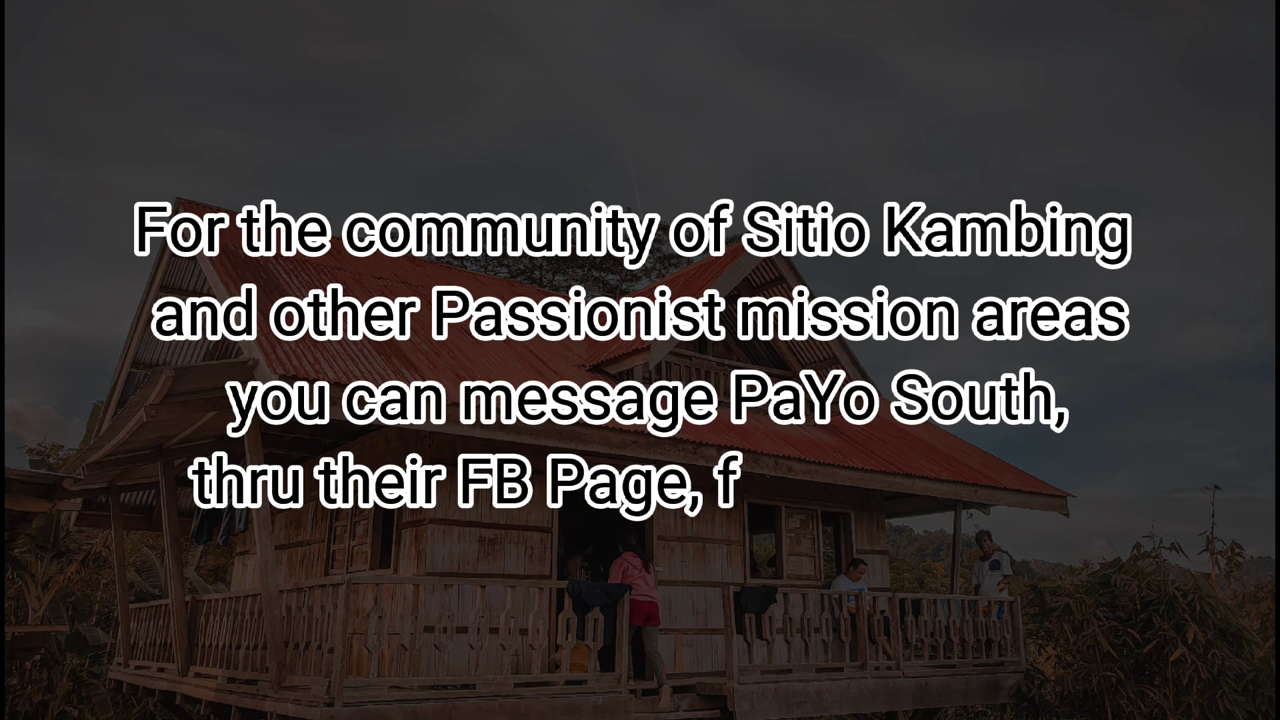 For the community of Sitio Kambing
and other Passionist mission areas
you can message PaYo South,
thru their FB Page, f